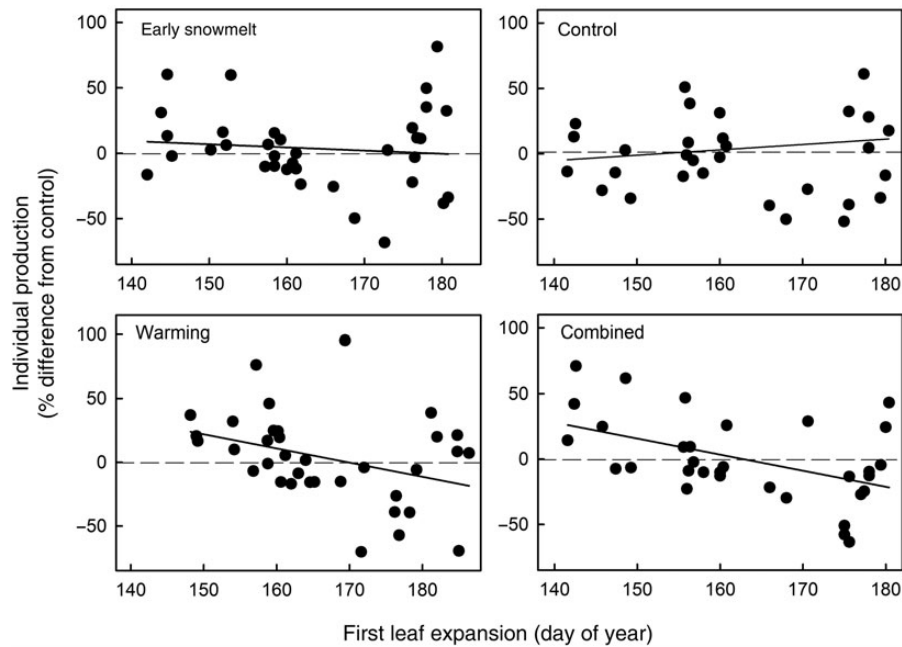 Early snowmelt
Control
100
50
0
−50
140 150 160 170 180
100
50
0
−50
140 150 160 170 180
Individual production
(% difference from control)
Warming
Combined
100
50
0
−50
140 150 160 170 180
100
50
0
−50
140 150 160 170 180
First leaf expansion (day of year)